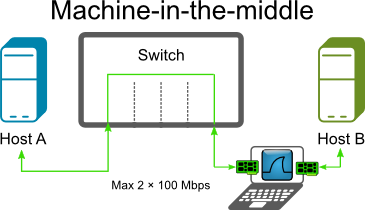 Machine-in-the-middle
Switch
Host A
Host B
Max 2 × 100 Mbps